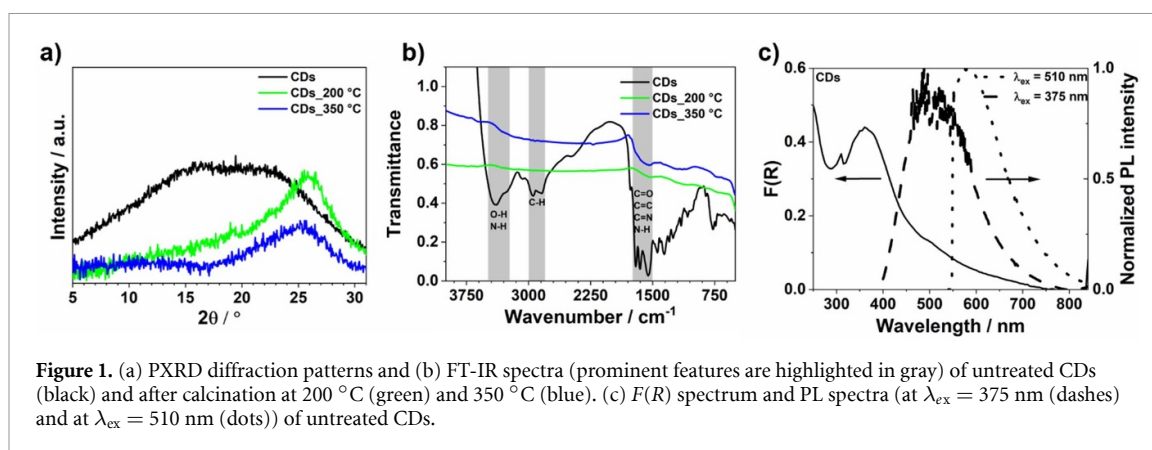 a)
CDs
CDs_200 °C
CDs_350 °C
Intensity / a.u.
5 10 15 20 25 30
2θ / °
b)
CDs
CDs_200 °C
CDs_350 °C
1.0
0.8
0.6
0.4
0.2
0.0
Transmittance
O-H
N-H
C-H
C=O
C=C
C=N
N-H
3750 3000 2250 1500 750
Wavenumber / cm⁻¹
c)
CDs
λex = 510 nm
λex = 375 nm
0.6
0.4
0.2
0.0
F(R)
1.0
0.5
0.0
Normalized PL intensity
300 400 500 600 700 800
Wavelength / nm
Figure 1. (a) PXRD diffraction patterns and (b) FT-IR spectra (prominent features are highlighted in gray) of untreated CDs
(black) and after calcination at 200 °C (green) and 350 °C (blue). (c) F(R) spectrum and PL spectra (at λex = 375 nm (dashes)
and at λex = 510 nm (dots)) of untreated CDs.